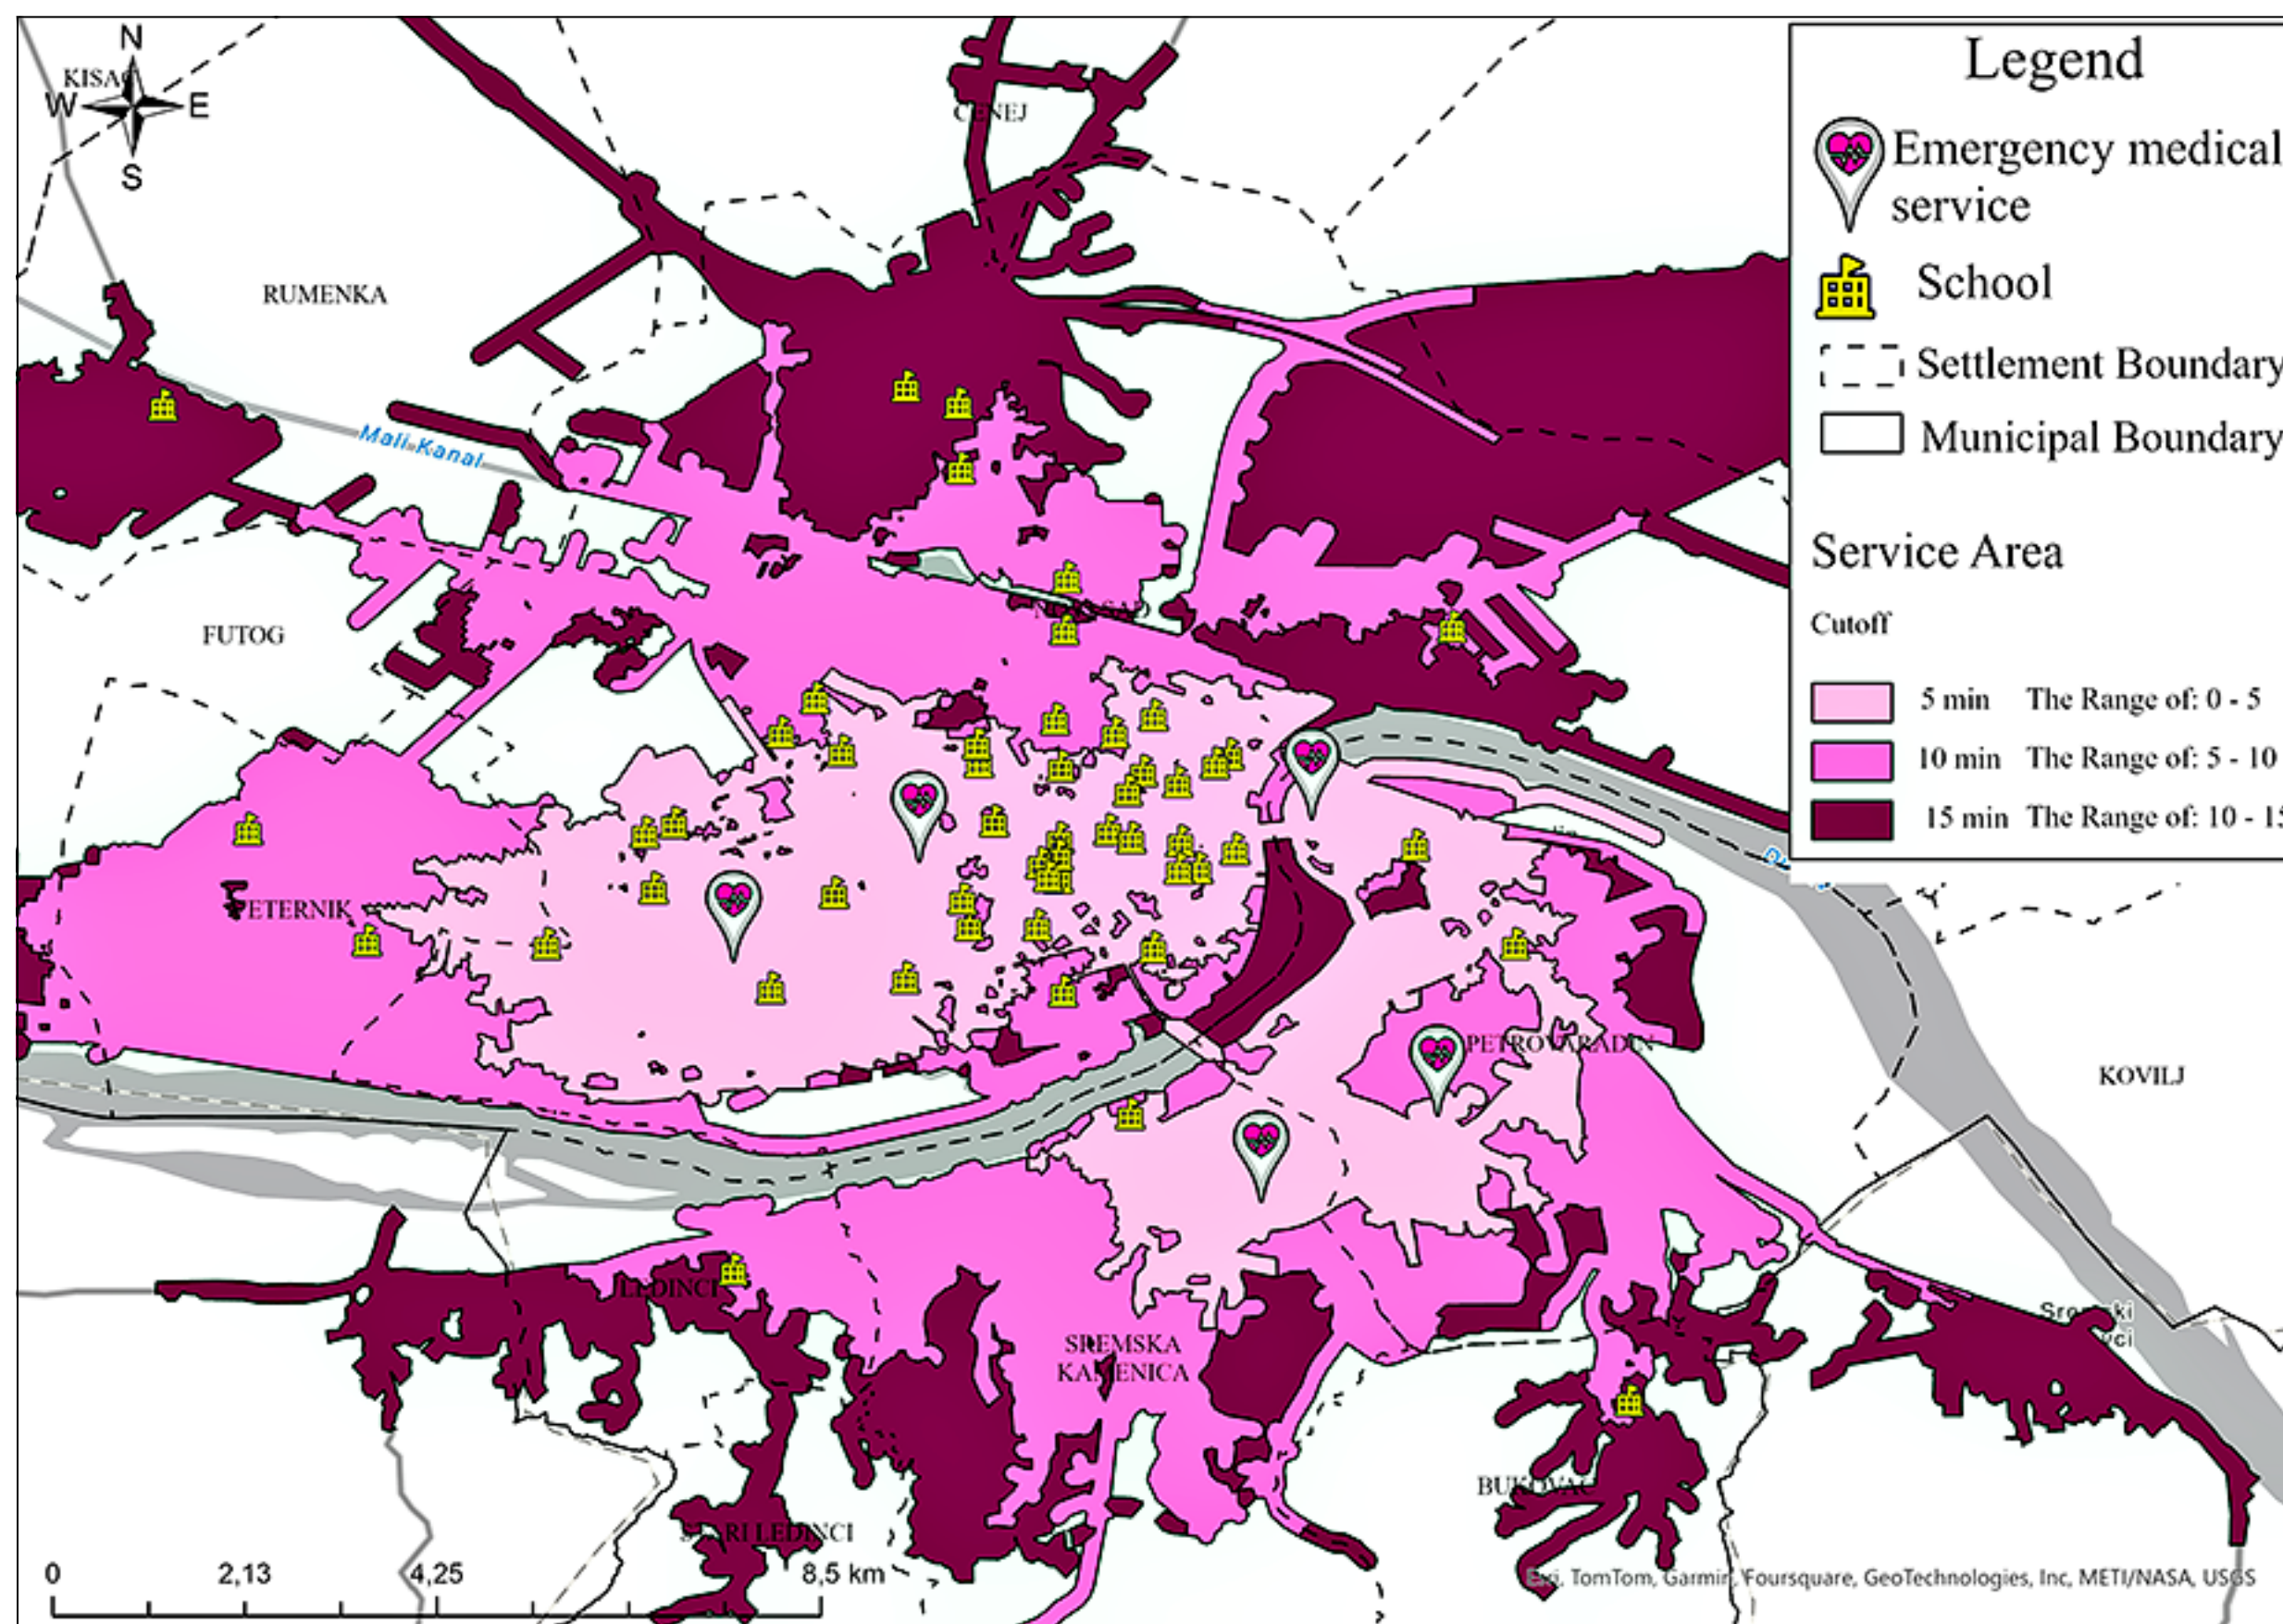 N
KISAČ
W E
S
CENEJ
RUMENKA
Mali Kanal
FUTOG
NOVI SAD
VETERNIK
PETROVARADIN
KOVILJ
LEDINCI
SREMSKA
KAMENICA
BUKOVAC
STARI LEDINCI
0 2,13 4,25 8,5 km
Esri, TomTom, Garmin, Foursquare, GeoTechnologies, Inc, METI/NASA, USGS
Legend
Emergency medical
service
School
Settlement Boundary
Municipal Boundary
Service Area
Cutoff
5 min The Range of: 0 - 5
10 min The Range of: 5 - 10
15 min The Range of: 10 - 15